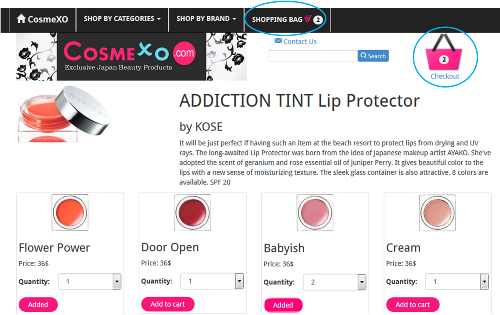 CosmeXO
SHOP BY CATEGORIES
SHOP BY BRAND
SHOPPING BAG 2
COSMEXO.com
Exclusive Japan Beauty Products
Contact Us
Search
2
Checkout
ADDICTION TINT Lip Protector
by KOSE
It will be just perfect if having such an item at the beach resort to protect lips from drying and UV
rays. The long-awaited Lip Protector was born from the idea of Japanese makeup artist AYAKO. She've
adopted the scent of geranium and rose essential oil of juniper Perry. It gives beautiful color to the
lips with a new sense of moisturizing texture. The sleek glass container is also attractive. 8 colors are
available. SPF 20
Flower Power
Price: 36$
Quantity: 1
Added
Door Open
Price: 36$
Quantity: 1
Add to cart
Babyish
Price: 36$
Quantity: 2
Added
Cream
Price: 36$
Quantity: 1
Add to cart